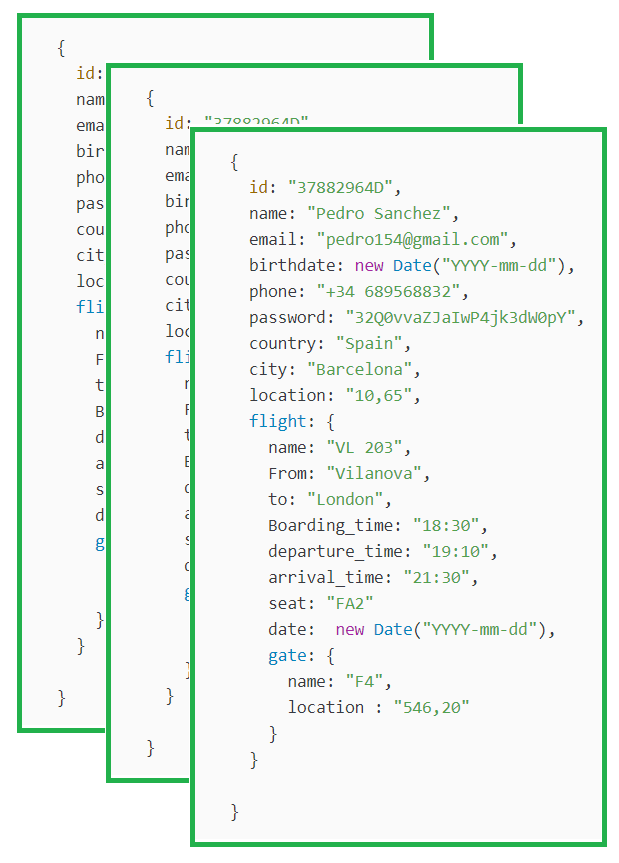 {
id:
nam
ema
bir
pho
pas
cou
cit
loc
fli
n
F
t
B
d
a
s
d
g
}
}
}
{
id: "37882964D"
nam
ema
bir
pho
pas
cou
cit
loc
fli
}
}
{
id: "37882964D",
name: "Pedro Sanchez",
email: "pedro154@gmail.com",
birthdate: new Date("YYYY-mm-dd"),
phone: "+34 689568832",
password: "32Q0vvaZJaIwP4jk3dW0pY",
country: "Spain",
city: "Barcelona",
location: "10,65",
flight: {
name: "VL 203",
From: "Vilanova",
to: "London",
Boarding_time: "18:30",
departure_time: "19:10",
arrival_time: "21:30",
seat: "FA2"
date:  new Date("YYYY-mm-dd"),
gate: {
name: "F4",
location : "546,20"
}
}
}